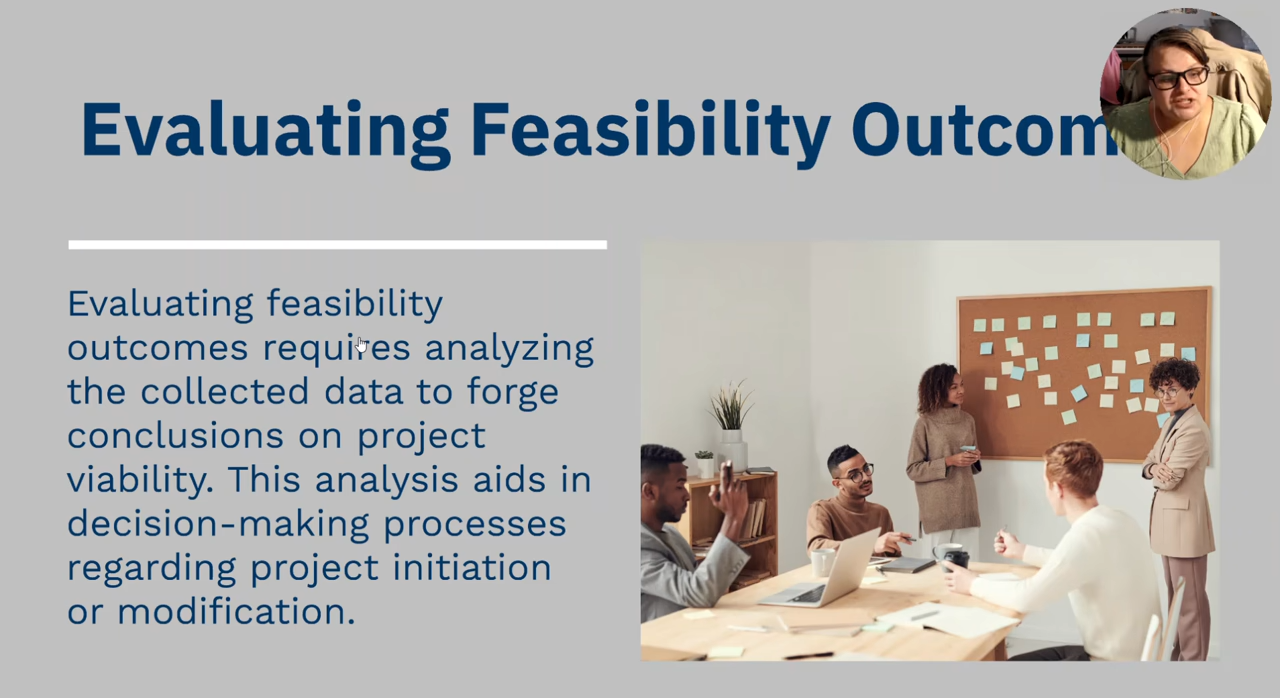 Evaluating Feasibility Outcom
Evaluating feasibility
outcomes requires analyzing
the collected data to forge
conclusions on project
viability. This analysis aids in
decision-making processes
regarding project initiation
or modification.